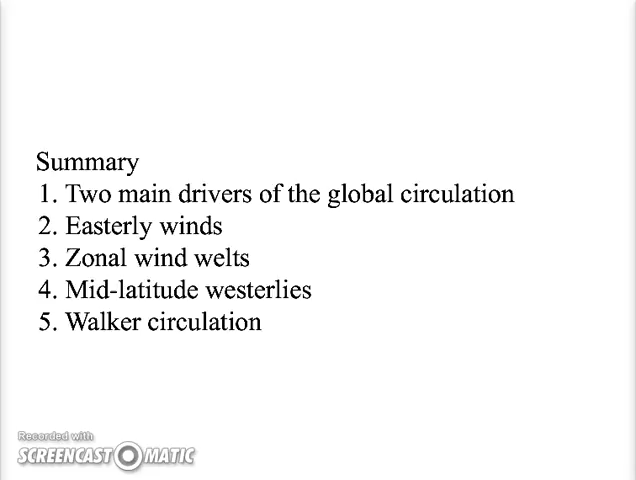 Summary
1. Two main drivers of the global circulation
2. Easterly winds
3. Zonal wind welts
4. Mid-latitude westerlies
5. Walker circulation
Recorded with
SCREENCAST MATIC